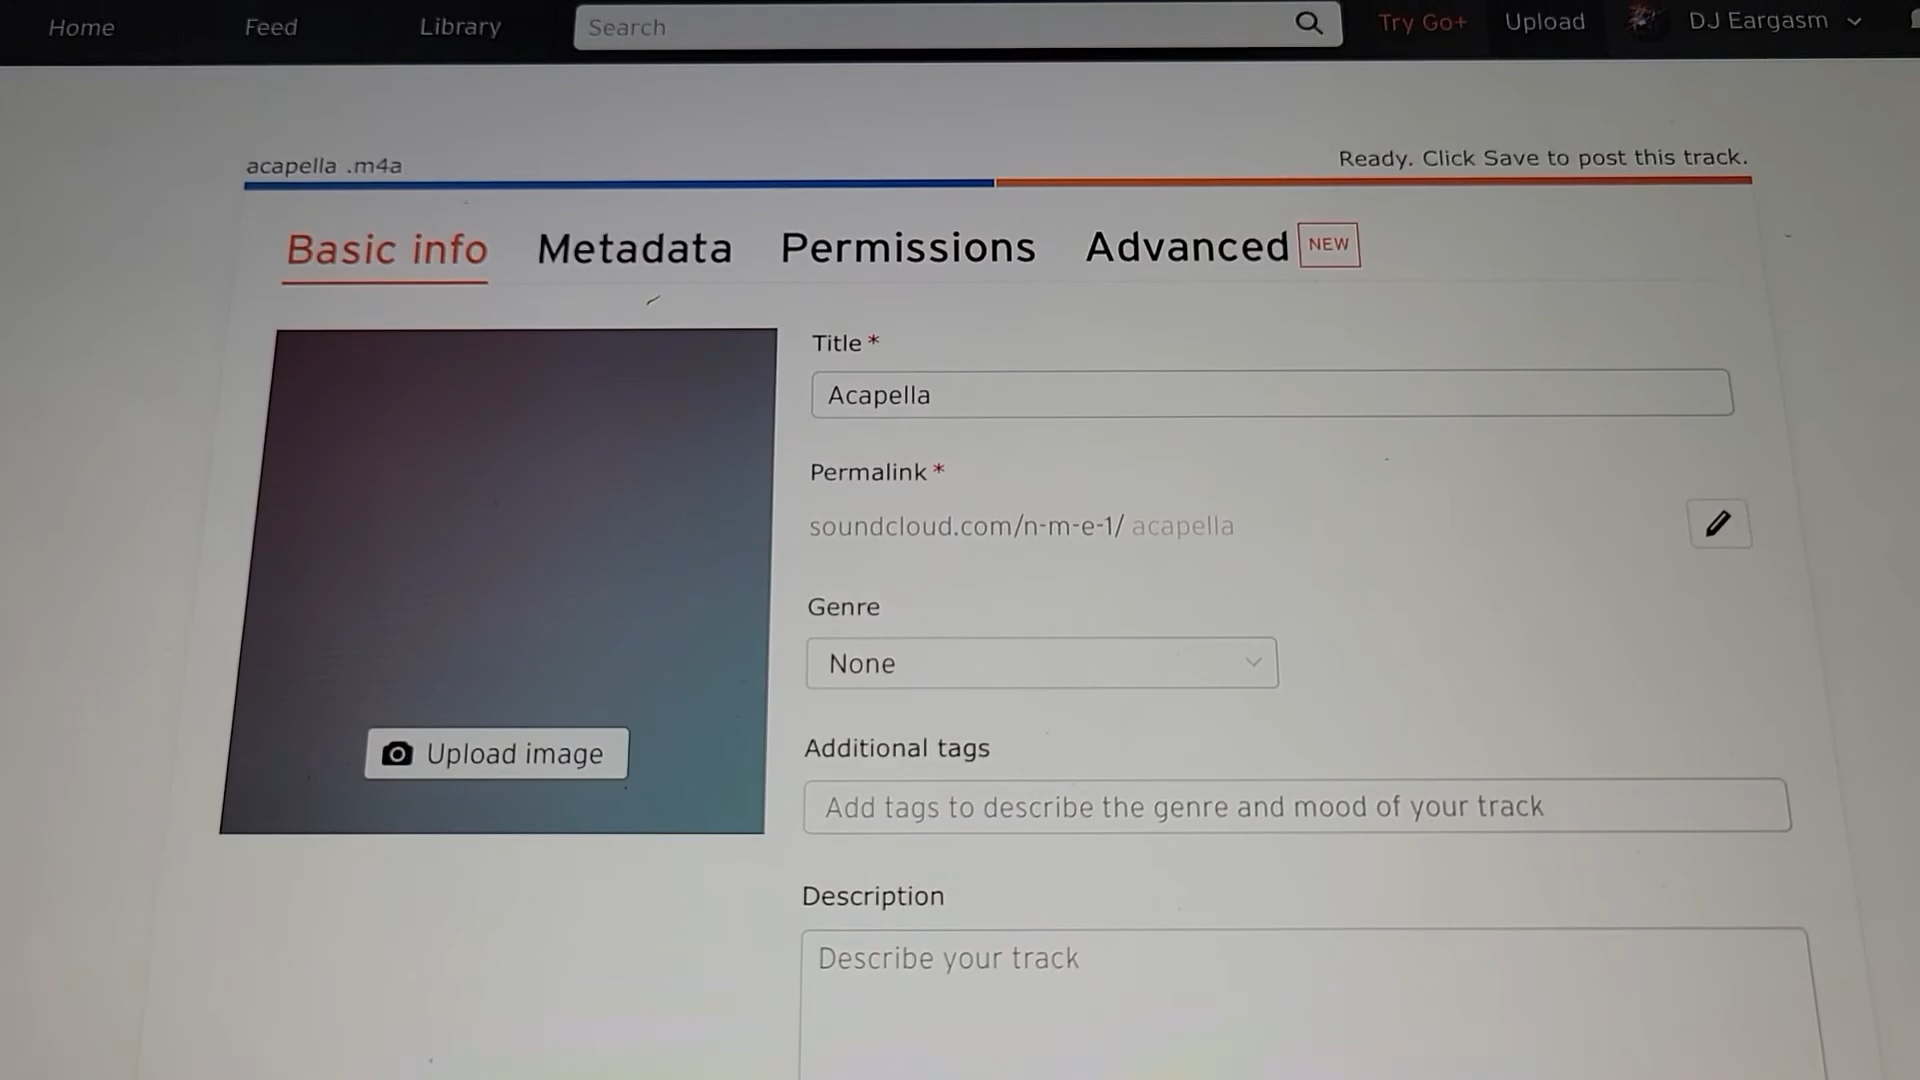 Home Feed Library Search Try Go+ Upload DJ Eargasm
acapella .m4a
Ready. Click Save to post this track.
Basic info Metadata Permissions Advanced NEW
Title *
Acapella
Permalink *
soundcloud.com/n-m-e-1/ acapella
Genre
None
Upload image
Additional tags
Add tags to describe the genre and mood of your track
Description
Describe your track